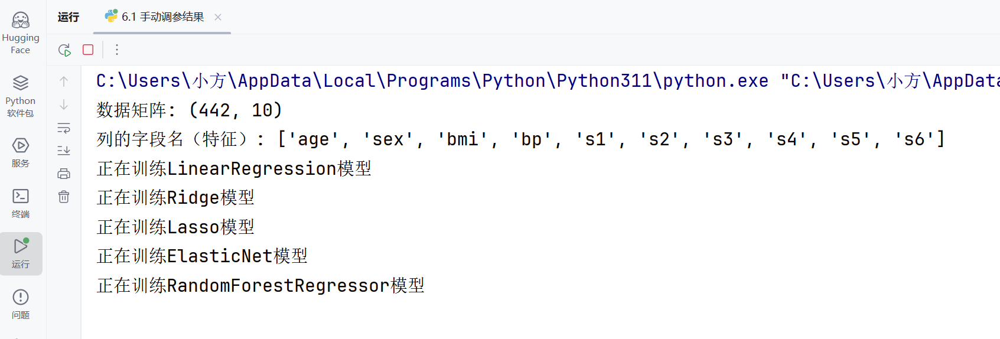 Hugging
Face
Python
软件包
服务
终端
运行
问题
运行
6.1 手动调参结果
C:\Users\小方\AppData\Local\Programs\Python\Python311\python.exe "C:\Users\小方\AppData
数据矩阵: (442, 10)
列的字段名（特征）: ['age', 'sex', 'bmi', 'bp', 's1', 's2', 's3', 's4', 's5', 's6']
正在训练LinearRegression模型
正在训练Ridge模型
正在训练Lasso模型
正在训练ElasticNet模型
正在训练RandomForestRegressor模型